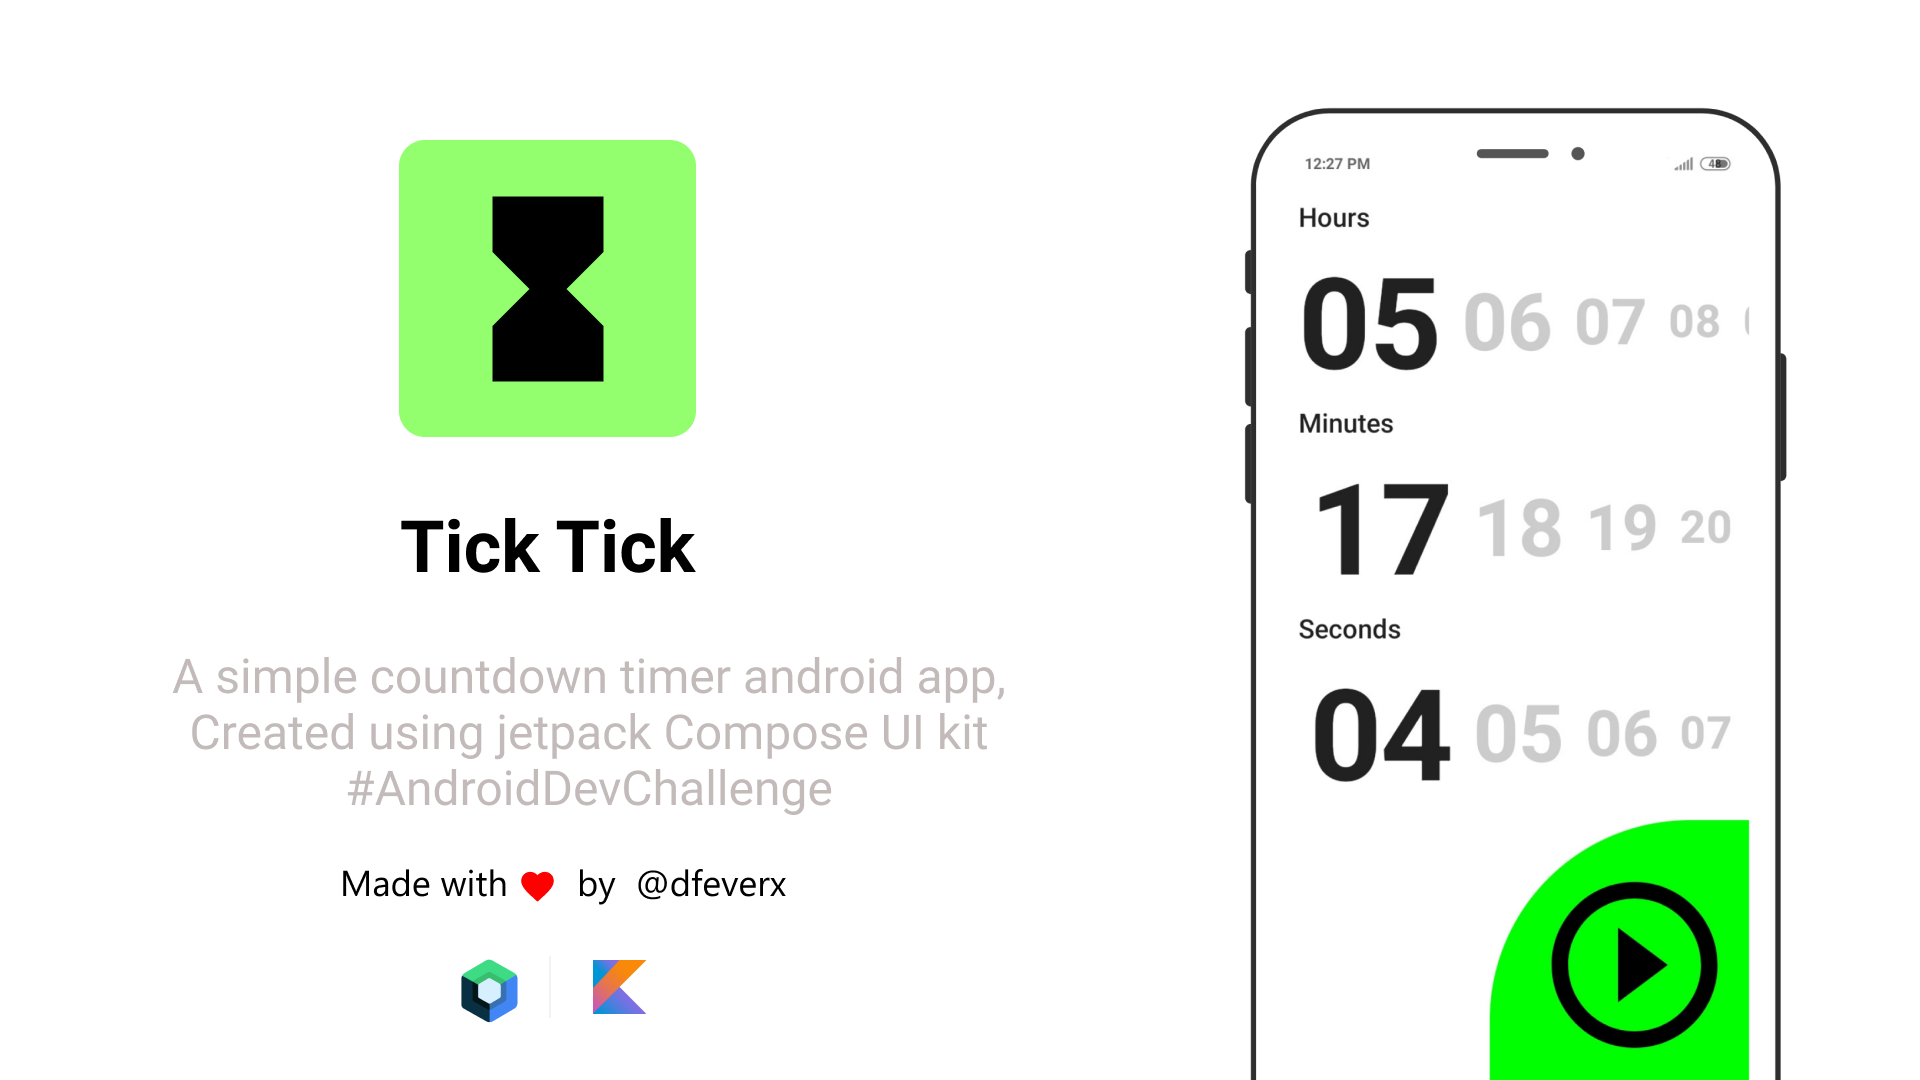 Tick Tick
A simple countdown timer android app,
Created using jetpack Compose UI kit
#AndroidDevChallenge
Made with by @dfeverx
12:27 PM
48
Hours
05 06 07 08
Minutes
17 18 19 20
Seconds
04 05 06 07